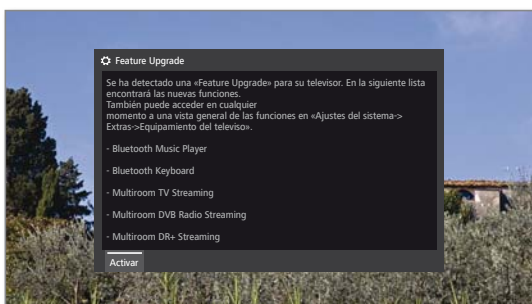 Feature Upgrade
Se ha detectado una «Feature Upgrade» para su televisor. En la siguiente lista
encontrará las nuevas funciones.
También puede acceder en cualquier
momento a una vista general de las funciones en «Ajustes del sistema->
Extras->Equipamiento del televiso».
- Bluetooth Music Player
- Bluetooth Keyboard
- Multiroom TV Streaming
- Multiroom DVB Radio Streaming
- Multiroom DR+ Streaming
Activar